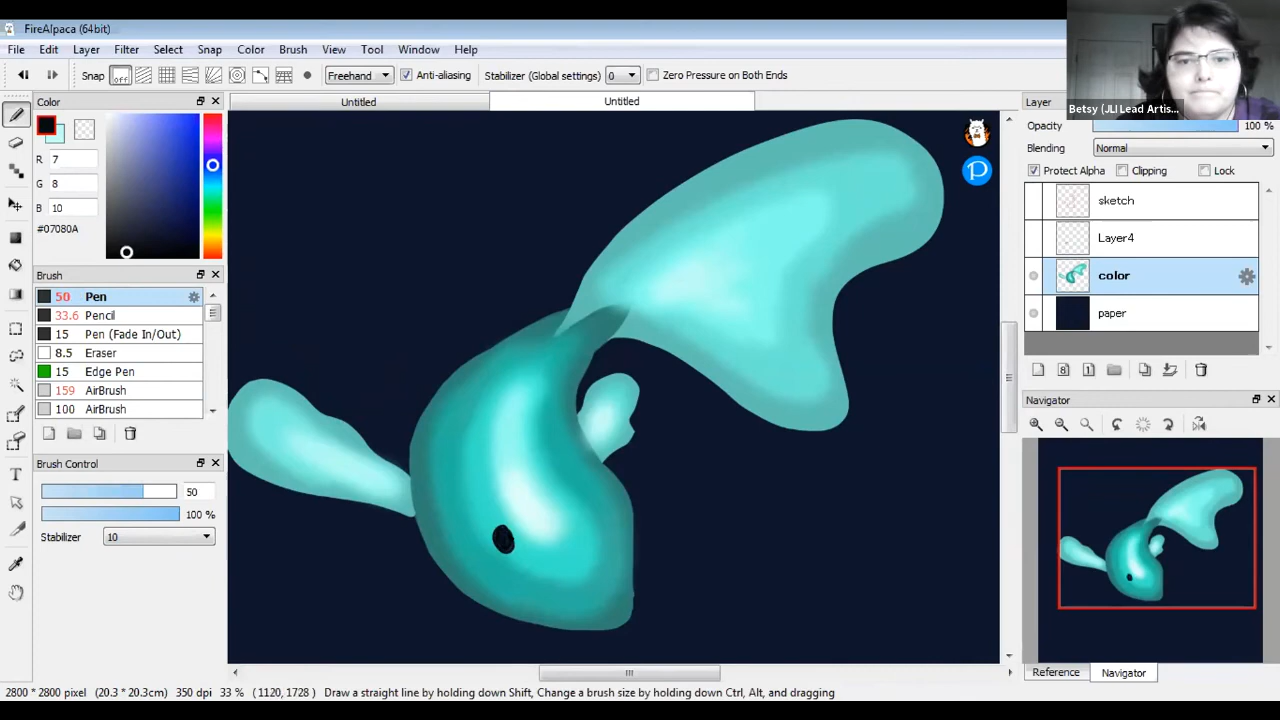 FireAlpaca (64bit)
File Edit Layer Filter Select Snap Color Brush View Tool Window Help
Snap off Freehand Anti-aliasing Stabilizer (Global settings) 0 Zero Pressure on Both Ends
Betsy (JLI Lead Artis...
Color
R 7
G 8
B 10
#07080A
Brush
50 Pen
33.6 Pencil
15 Pen (Fade In/Out)
8.5 Eraser
15 Edge Pen
159 AirBrush
100 AirBrush
Brush Control
50
100 %
Stabilizer 10
Untitled
Untitled
P
Layer
Opacity 100 %
Blending Normal
Protect Alpha Clipping Lock
sketch
Layer4
color
paper
8 1
Navigator
Reference Navigator
2800 * 2800 pixel (20.3 * 20.3cm) 350 dpi 33 % (1120, 1728) Draw a straight line by holding down Shift, Change a brush size by holding down Ctrl, Alt, and dragging